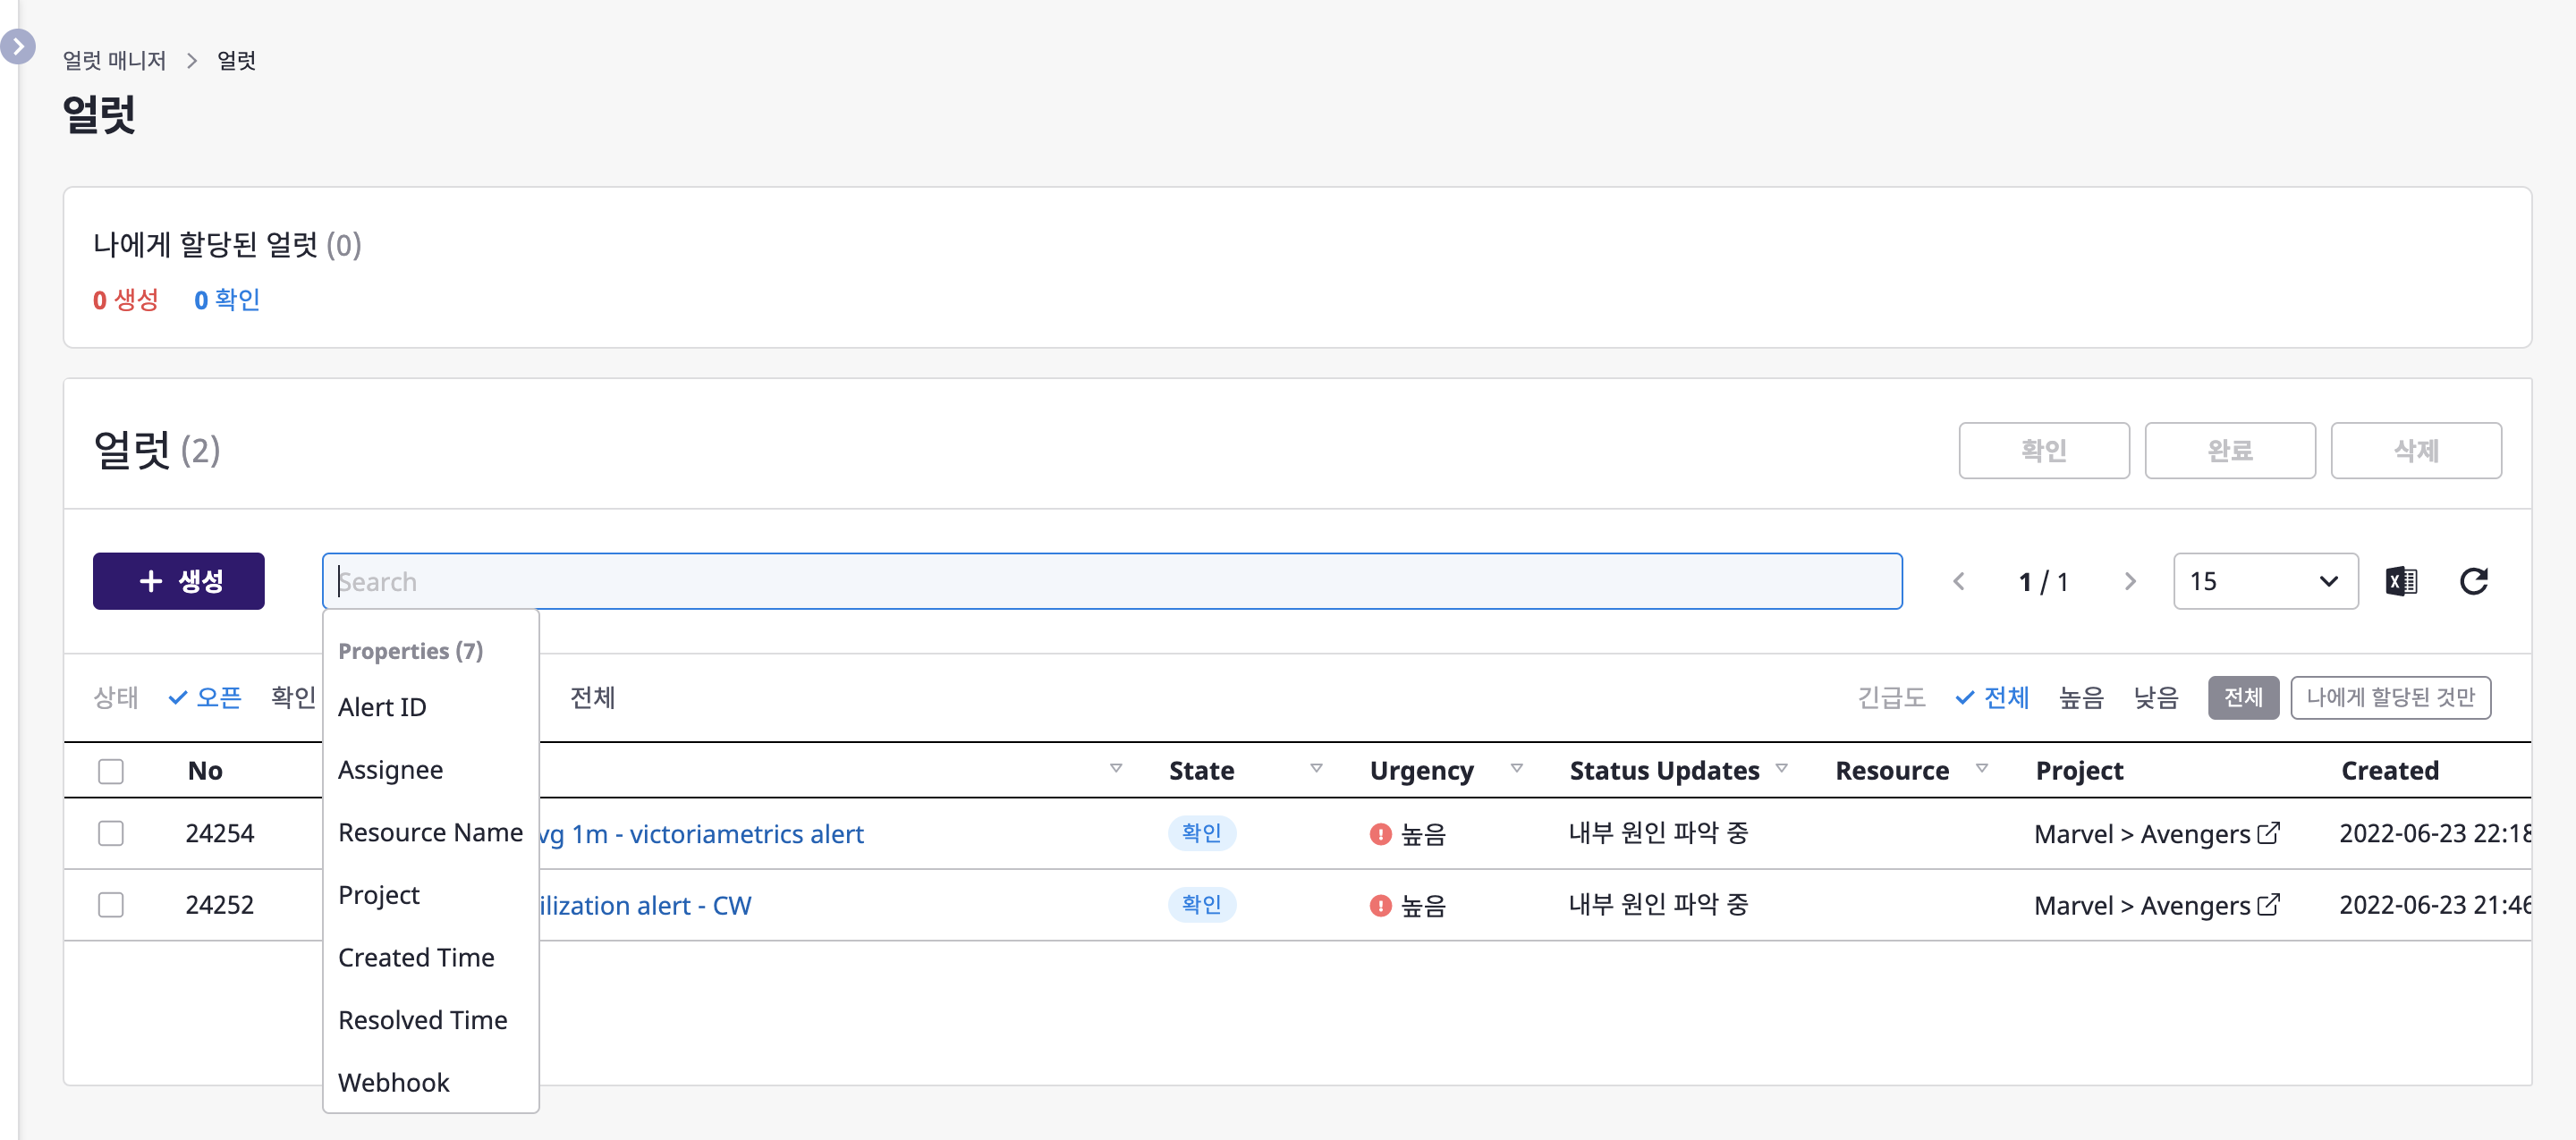 얼럿 매니저 > 얼럿
얼럿
나에게 할당된 얼럿 (0)
0 생성 0 확인
얼럿 (2)
확인 완료 삭제
+ 생성
Search
1 / 1
15
Properties (7)
Alert ID
Assignee
Resource Name
Project
Created Time
Resolved Time
Webhook
상태 오픈 확인 전체
긴급도 전체 높음 낮음 전체 나에게 할당된 것만
No State Urgency Status Updates Resource Project Created
24254 vg 1m - victoriametrics alert 확인 높음 내부 원인 파악 중 Marvel > Avengers 2022-06-23 22:18
24252 ilization alert - CW 확인 높음 내부 원인 파악 중 Marvel > Avengers 2022-06-23 21:46